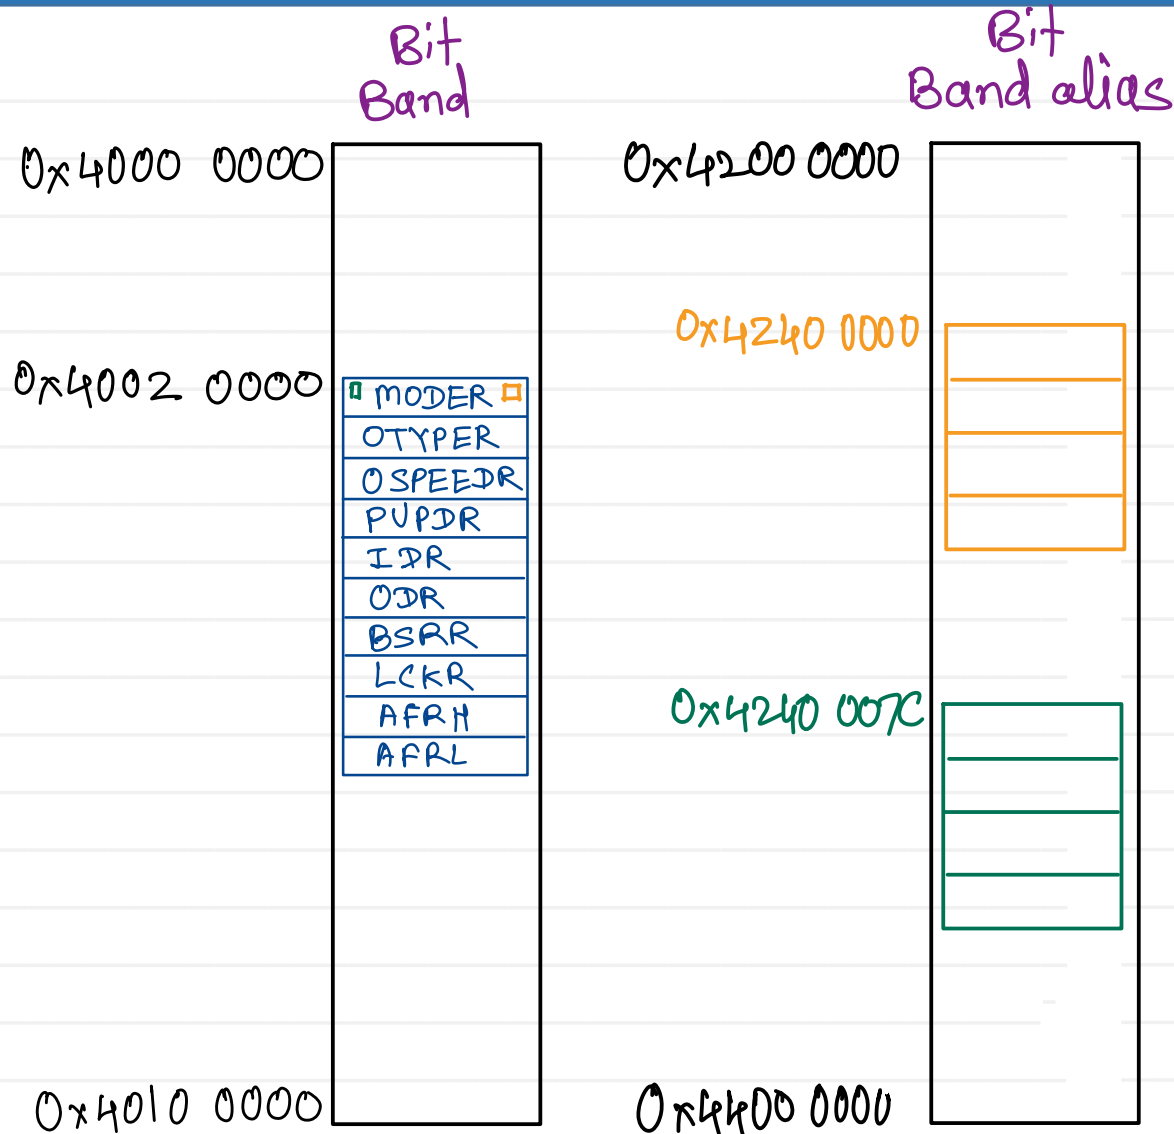 Bit
Band
Bit
Band alias
0x4000 0000
0x4200 0000
0x4240 0000
0x4002 0000
MODER
OTYPER
OSPEEDR
PUPDR
IDR
ODR
BSRR
LCKR
0x4240 007C
AFRH
AFRL
0x4010 0000
0x4400 0000